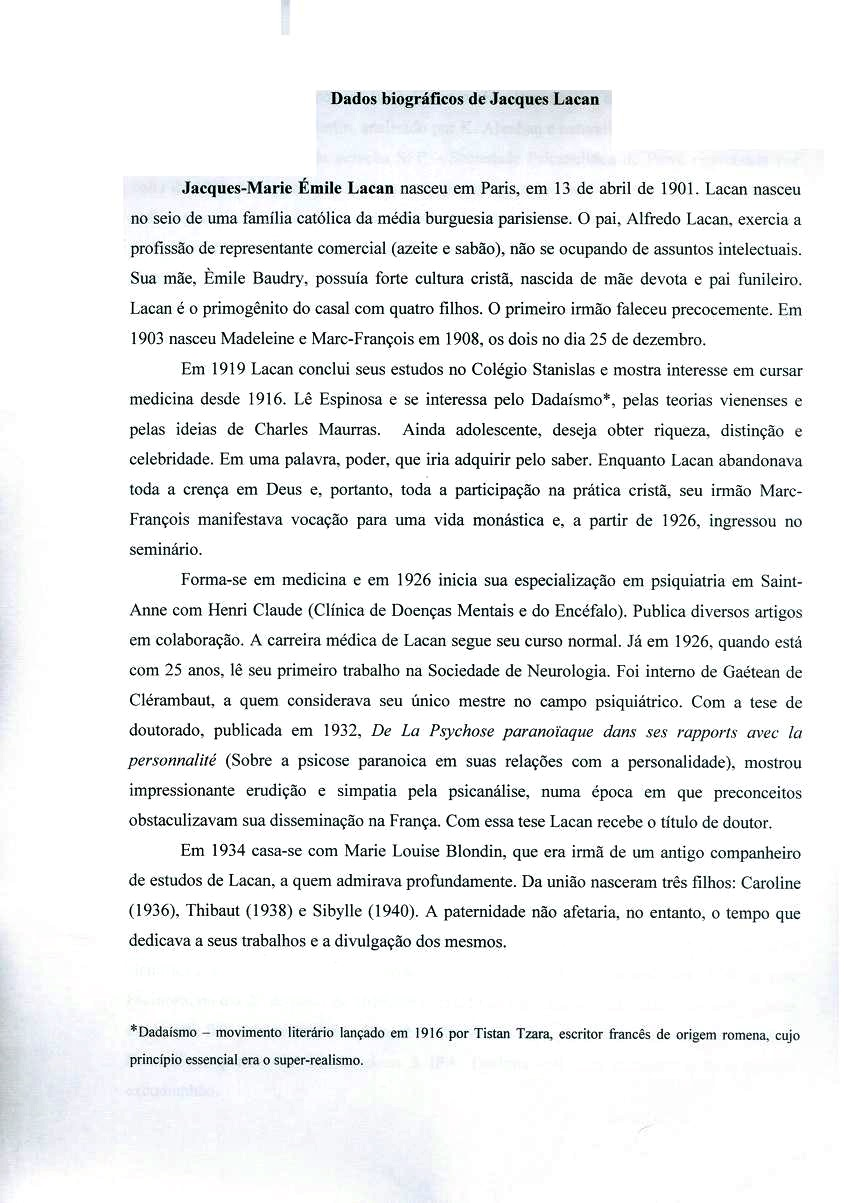 Dados biográficos de Jacques Lacan
Jacques-Marie Émile Lacan nasceu em Paris, em 13 de abril de 1901. Lacan nasceu
no seio de uma família católica da média burguesia parisiense. O pai, Alfredo Lacan, exercia a
profissão de representante comercial (azeite e sabão), não se ocupando de assuntos intelectuais.
Sua mãe, Èmile Baudry, possuía forte cultura cristã, nascida de mãe devota e pai funileiro.
Lacan é o primogênito do casal com quatro filhos. O primeiro irmão faleceu precocemente. Em
1903 nasceu Madeleine e Marc-François em 1908, os dois no dia 25 de dezembro.
Em 1919 Lacan conclui seus estudos no Colégio Stanislas e mostra interesse em cursar
medicina desde 1916. Lê Espinosa e se interessa pelo Dadaísmo*, pelas teorias vienenses e
pelas ideias de Charles Maurras. Ainda adolescente, deseja obter riqueza, distinção e
celebridade. Em uma palavra, poder, que iria adquirir pelo saber. Enquanto Lacan abandonava
toda a crença em Deus e, portanto, toda a participação na prática cristã, seu irmão Marc-
François manifestava vocação para uma vida monástica e, a partir de 1926, ingressou no
seminário.
Forma-se em medicina e em 1926 inicia sua especialização em psiquiatria em Saint-
Anne com Henri Claude (Clínica de Doenças Mentais e do Encéfalo). Publica diversos artigos
em colaboração. A carreira médica de Lacan segue seu curso normal. Já em 1926, quando está
com 25 anos, lê seu primeiro trabalho na Sociedade de Neurologia. Foi interno de Gaétean de
Clérambaut, a quem considerava seu único mestre no campo psiquiátrico. Com a tese de
doutorado, publicada em 1932, De La Psychose paranoïaque dans ses rapports avec la
personnalité (Sobre a psicose paranoica em suas relações com a personalidade), mostrou
impressionante erudição e simpatia pela psicanálise, numa época em que preconceitos
obstaculizavam sua disseminação na França. Com essa tese Lacan recebe o título de doutor.
Em 1934 casa-se com Marie Louise Blondin, que era irmã de um antigo companheiro
de estudos de Lacan, a quem admirava profundamente. Da união nasceram três filhos: Caroline
(1936), Thibaut (1938) e Sibylle (1940). A paternidade não afetaria, no entanto, o tempo que
dedicava a seus trabalhos e a divulgação dos mesmos.
*Dadaísmo – movimento literário lançado em 1916 por Tistan Tzara, escritor francês de origem romena, cujo
princípio essencial era o super-realismo.